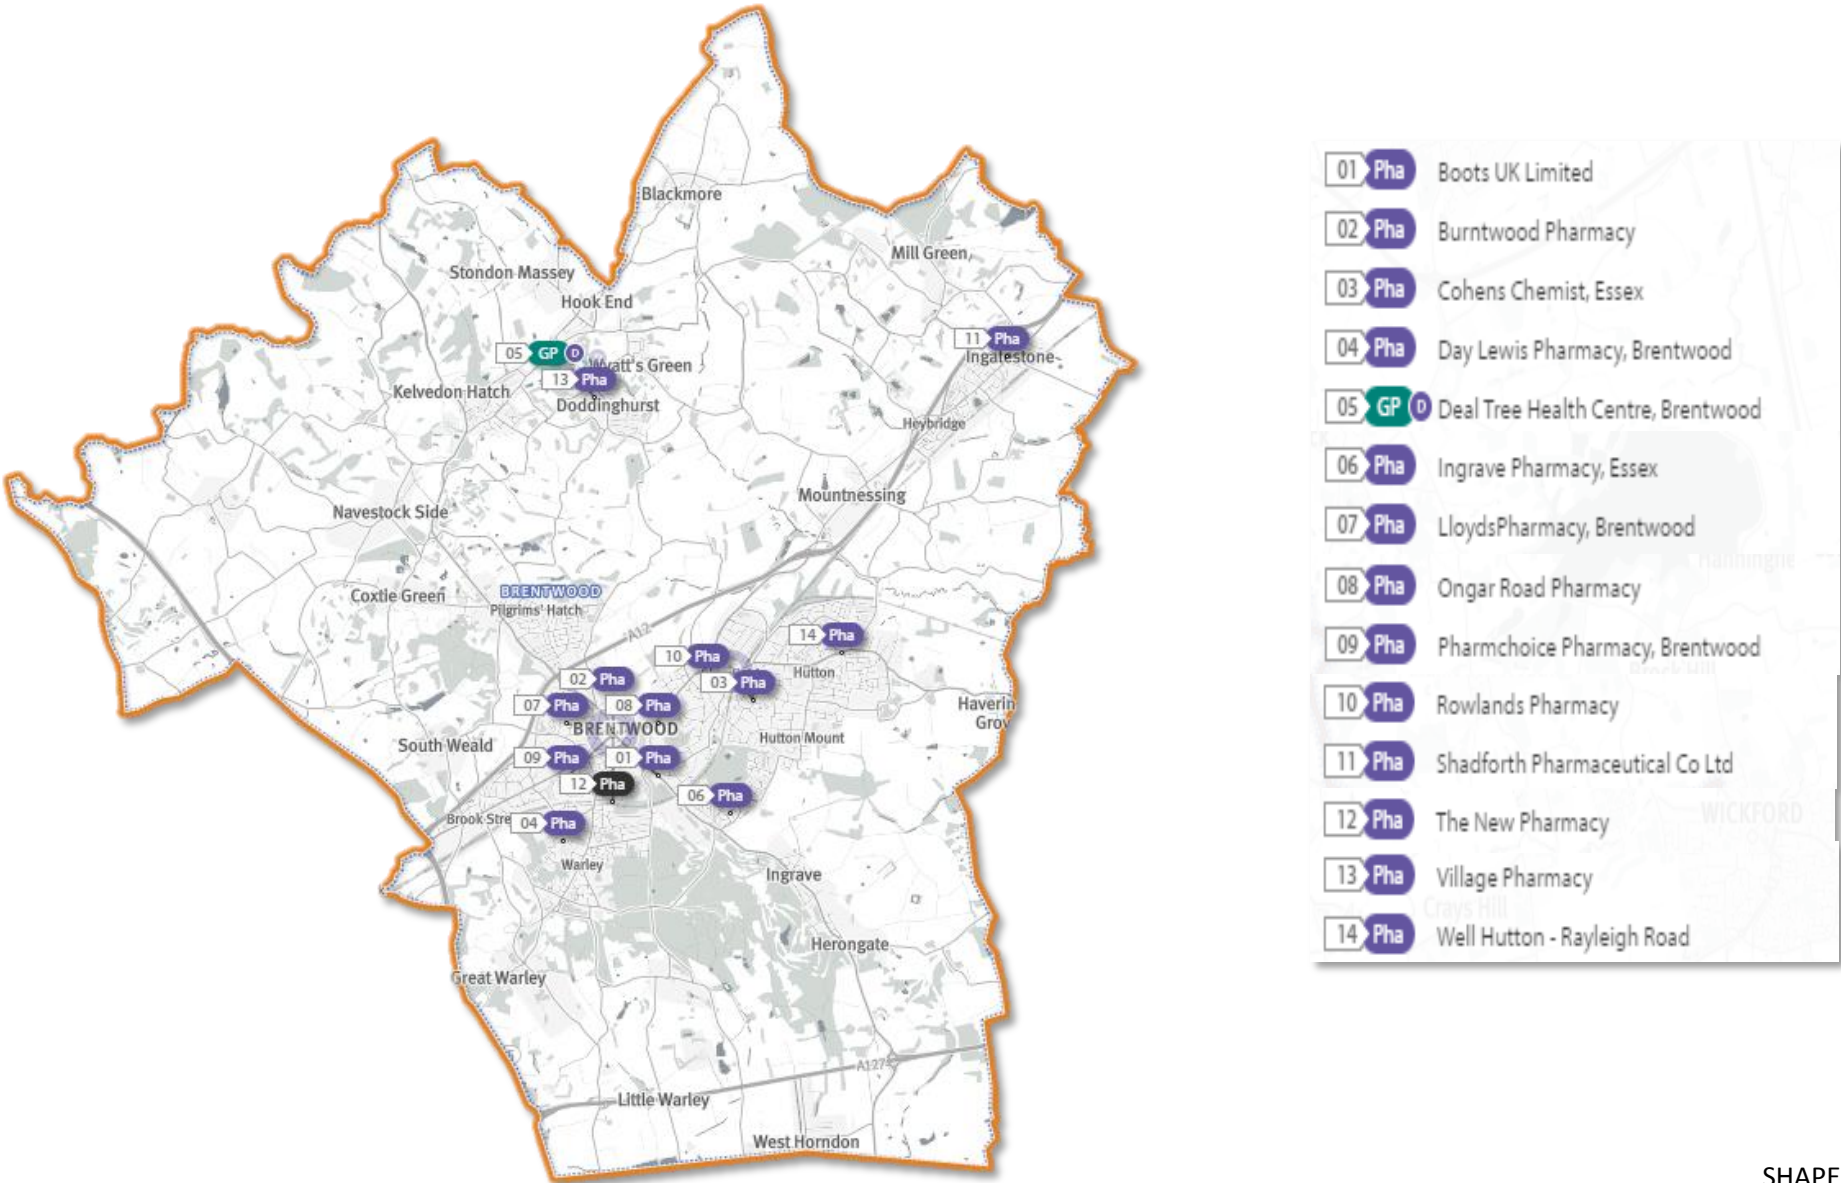 Blackmore
Mill Green
Stondon Massey
Hook End
11 Pha
Ingatestone
05 GP D
Wyatt's Green
13 Pha
Kelvedon Hatch
Doddinghurst
Heybridge
Mountnessing
Navestock Side
Coxtie Green
BRENTWOOD
Pilgrims' Hatch
A12
14 Pha
10 Pha
Hutton
02 Pha
03 Pha
07 Pha
08 Pha
Haverin
Grov
BRENTWOOD
Hutton Mount
South Weald
09 Pha
01 Pha
12 Pha
06 Pha
Brook Stre
04 Pha
Warley
Ingrave
Herongate
Great Warley
A127
Little Warley
West Horndon
01 Pha Boots UK Limited
02 Pha Burntwood Pharmacy
03 Pha Cohens Chemist, Essex
04 Pha Day Lewis Pharmacy, Brentwood
05 GP D Deal Tree Health Centre, Brentwood
06 Pha Ingrave Pharmacy, Essex
07 Pha LloydsPharmacy, Brentwood
08 Pha Ongar Road Pharmacy
09 Pha Pharmchoice Pharmacy, Brentwood
10 Pha Rowlands Pharmacy
11 Pha Shadforth Pharmaceutical Co Ltd
12 Pha The New Pharmacy
WICKFORD
13 Pha Village Pharmacy
Crays Hill
14 Pha Well Hutton - Rayleigh Road
SHAPE